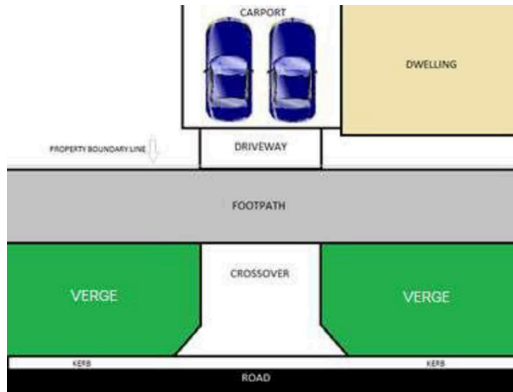 CARPORT
DWELLING
PROPERTY BOUNDARY LINE
DRIVEWAY
FOOTPATH
CROSSOVER
VERGE
VERGE
KERB
KERB
ROAD